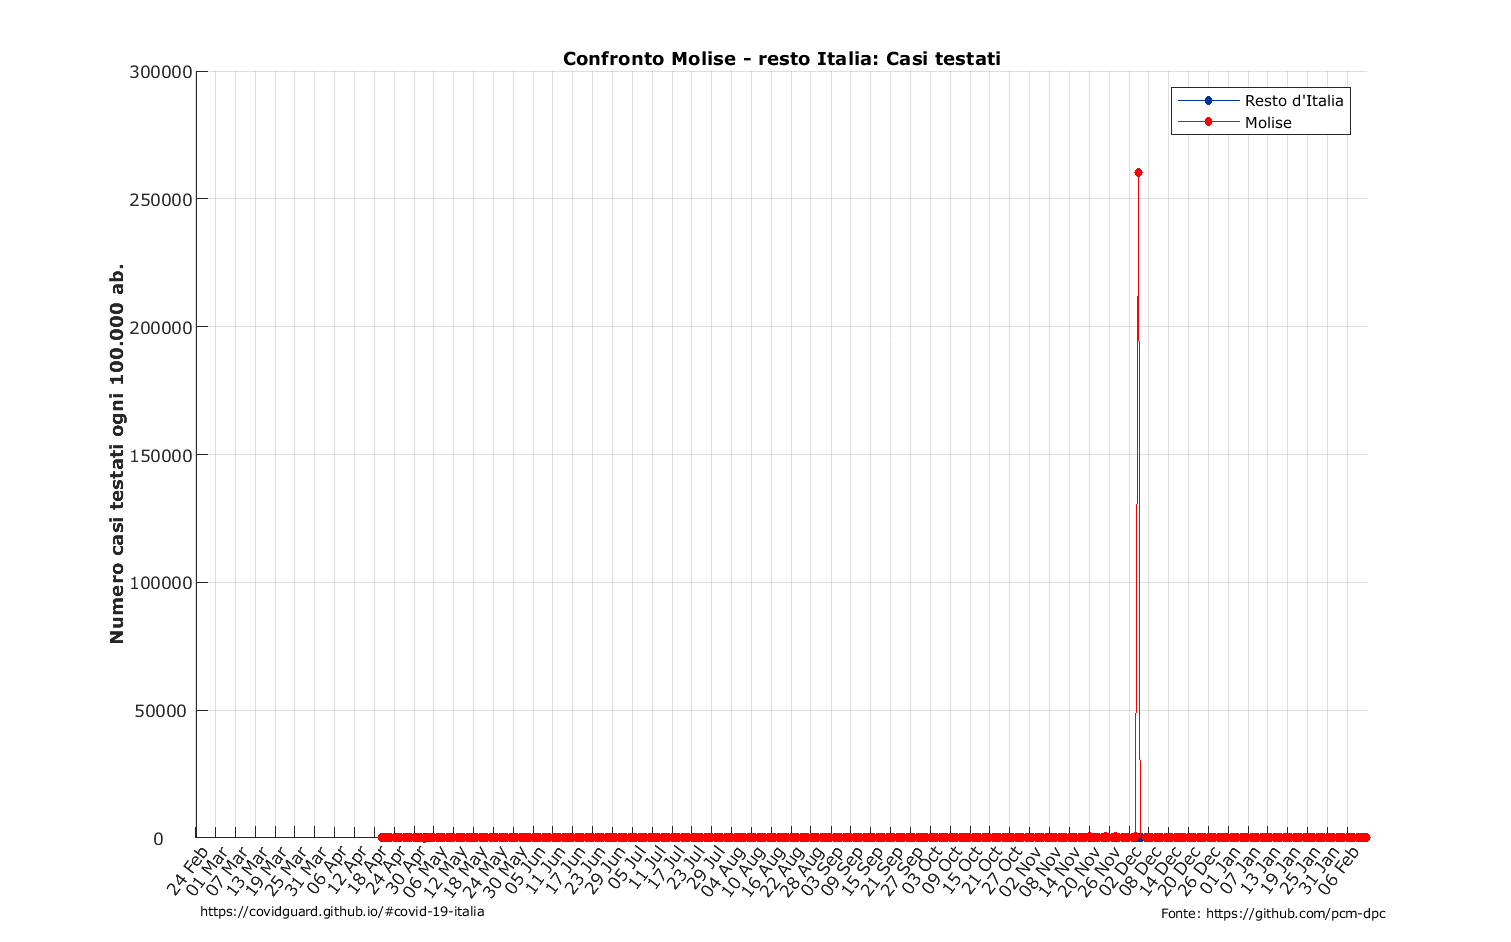 Confronto Molise - resto Italia: Casi testati
Resto d'Italia
Molise
Numero casi testati ogni 100.000 ab.
300000
250000
200000
150000
100000
50000
0
24 Feb
01 Mar
07 Mar
13 Mar
19 Mar
25 Mar
31 Mar
06 Apr
12 Apr
18 Apr
24 Apr
30 Apr
06 May
12 May
18 May
24 May
30 May
05 Jun
11 Jun
17 Jun
23 Jun
29 Jun
05 Jul
11 Jul
17 Jul
23 Jul
29 Jul
04 Aug
10 Aug
16 Aug
22 Aug
28 Aug
03 Sep
09 Sep
15 Sep
21 Sep
27 Sep
03 Oct
09 Oct
15 Oct
21 Oct
27 Oct
02 Nov
08 Nov
14 Nov
20 Nov
26 Nov
02 Dec
08 Dec
14 Dec
20 Dec
26 Dec
01 Jan
07 Jan
13 Jan
19 Jan
25 Jan
31 Jan
06 Feb
https://covidguard.github.io/#covid-19-italia
Fonte: https://github.com/pcm-dpc